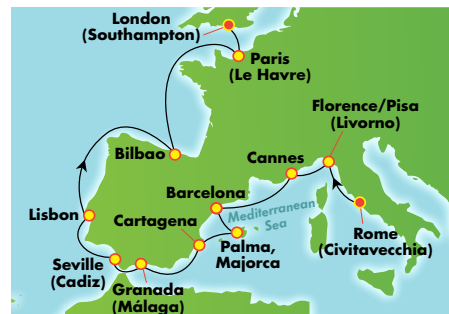 London
(Southampton)
Paris
(Le Havre)
Florence/Pisa
(Livorno)
Bilbao
Cannes
Barcelona
Mediterranean
Sea
Lisbon
Cartagena
Palma,
Majorca
Rome
(Civitavecchia)
Seville
(Cadiz)
Granada
(Málaga)